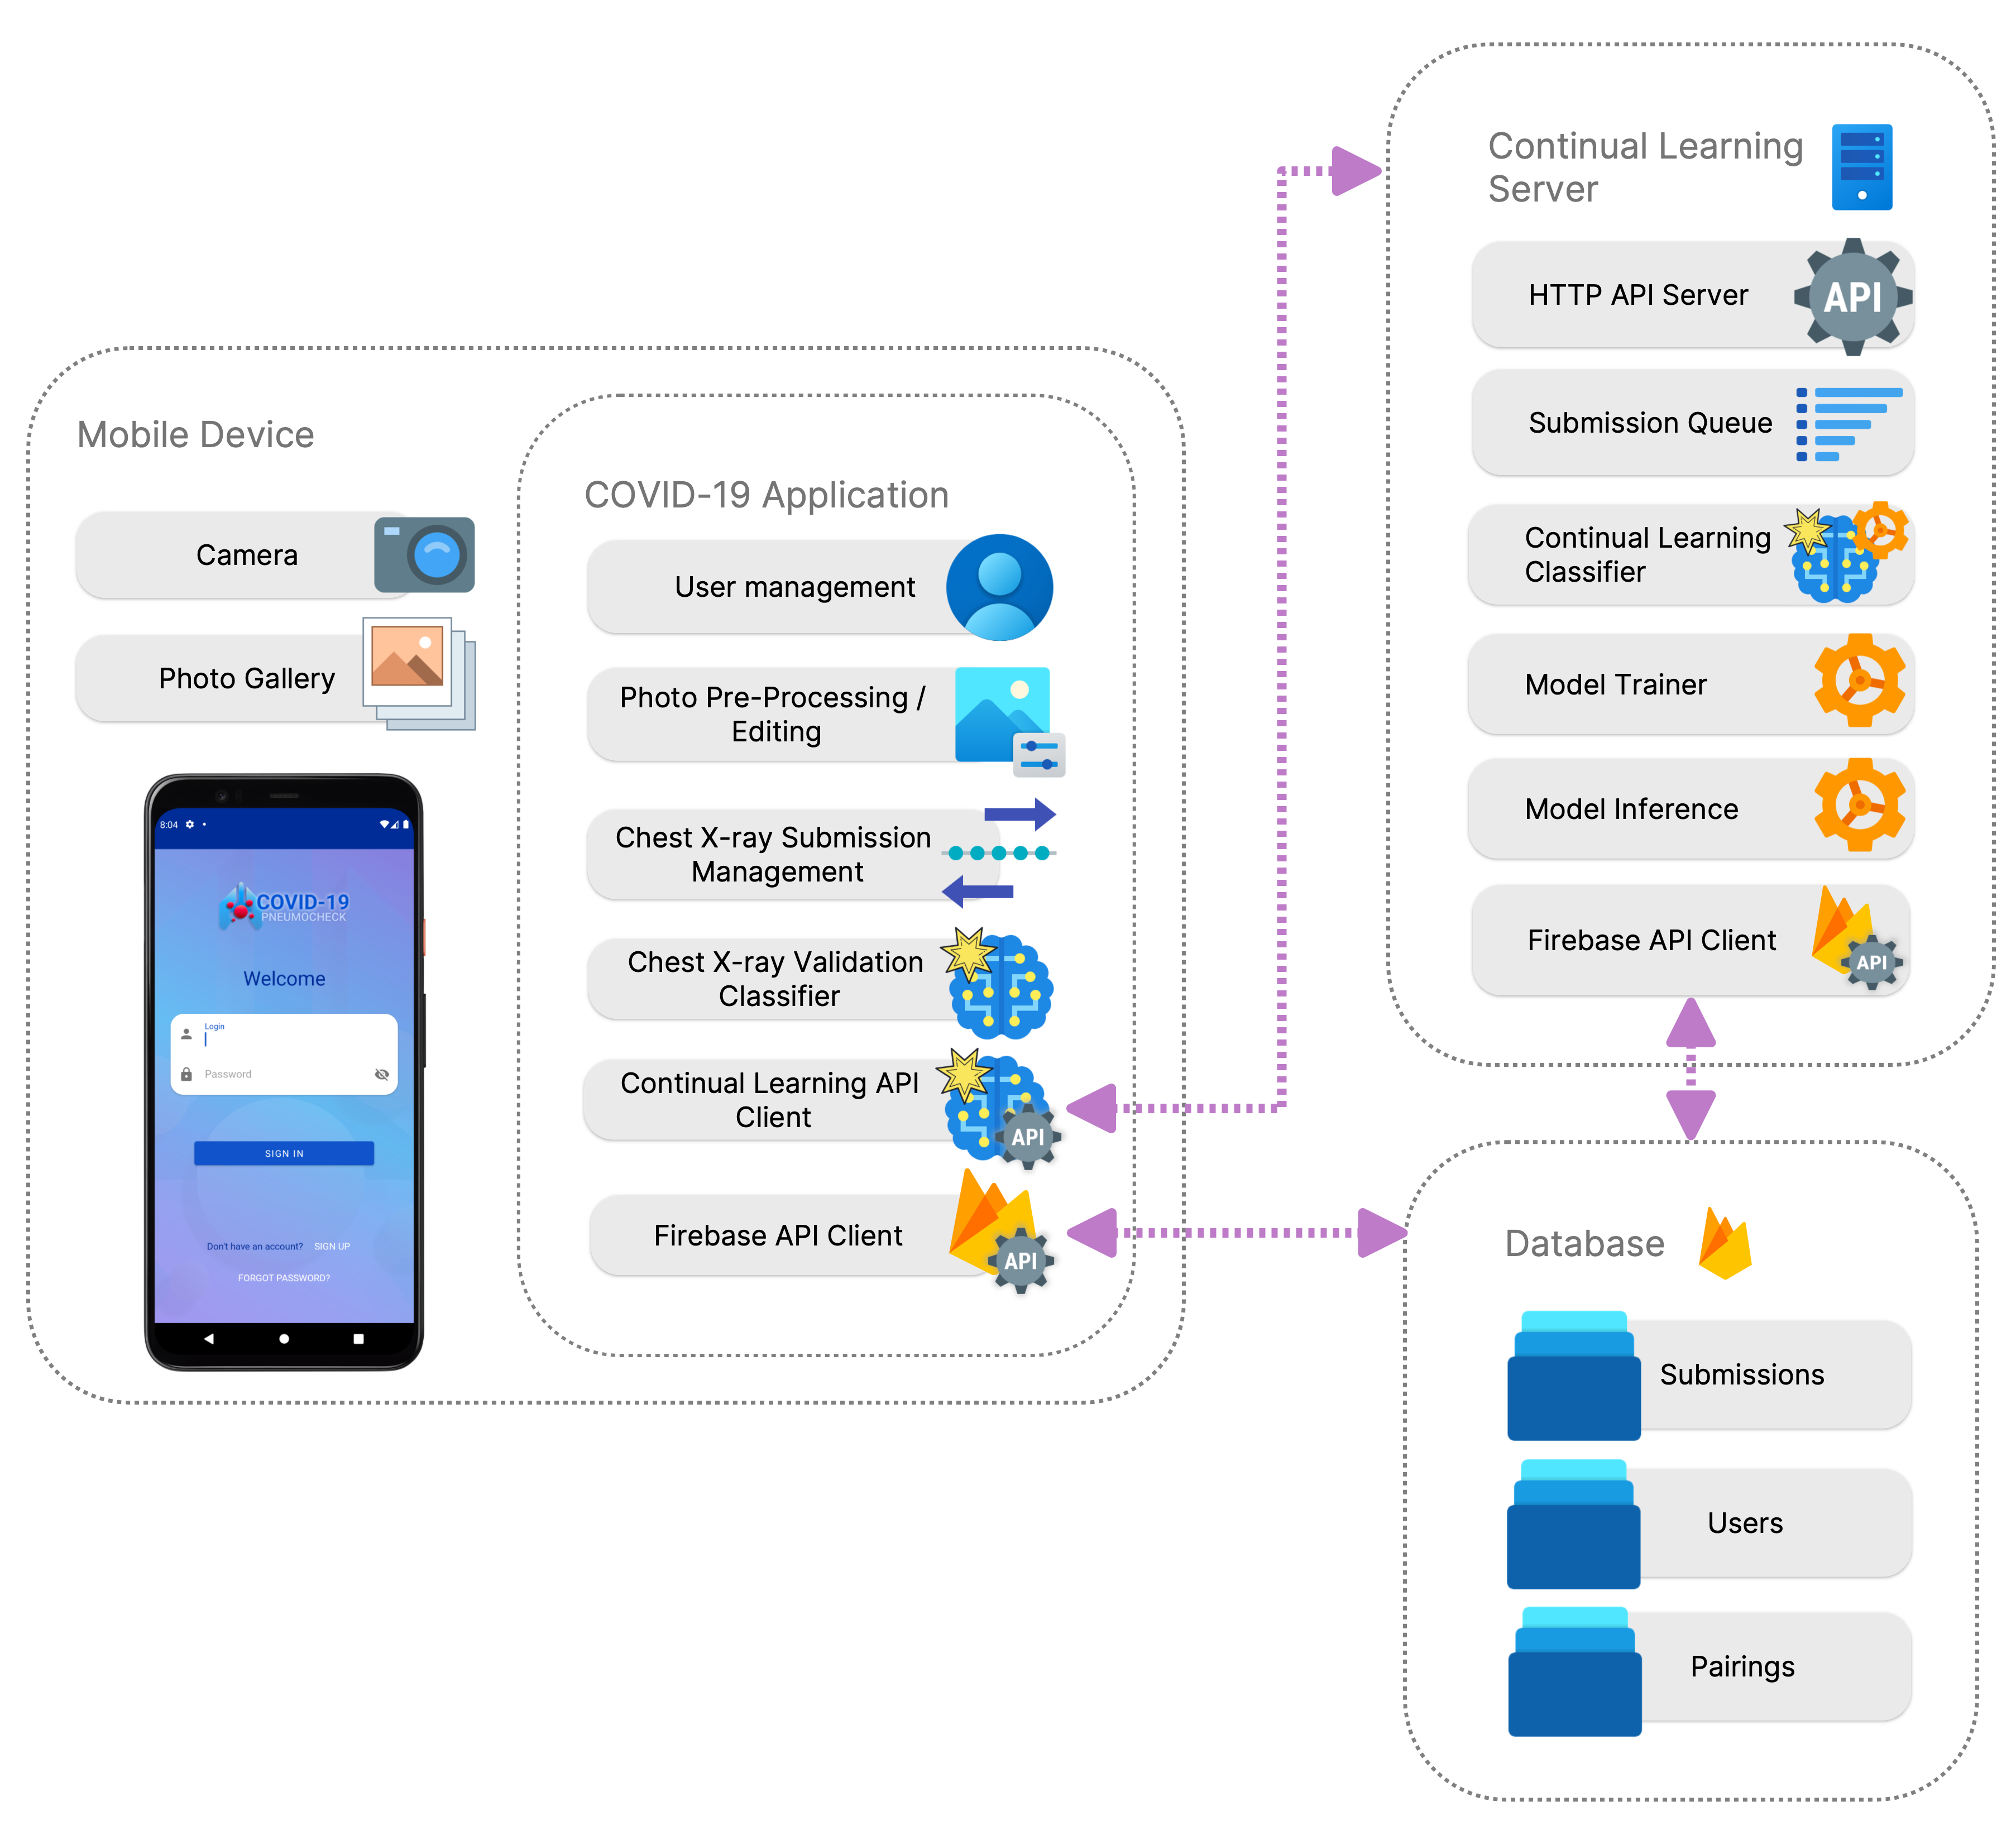 Continual Learning
Server
HTTP API Server
API
Submission Queue
Continual Learning
Classifier
Model Trainer
Model Inference
Firebase API Client
API
Mobile Device
Camera
Photo Gallery
8:04
COVID-19
PNEUMOCHECK
Welcome
Login
Password
SIGN IN
Don't have an account? SIGN UP
FORGOT PASSWORD?
COVID-19 Application
User management
Photo Pre-Processing /
Editing
Chest X-ray Submission
Management
Chest X-ray Validation
Classifier
Continual Learning API
Client
API
Firebase API Client
API
Database
Submissions
Users
Pairings